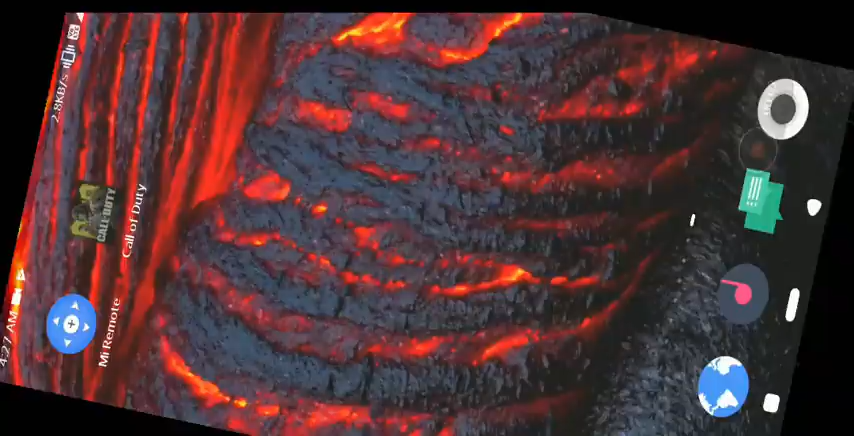 4:27 AM
2.8KB/s
Mi Remote
Call of Duty
CALL OF DUTY